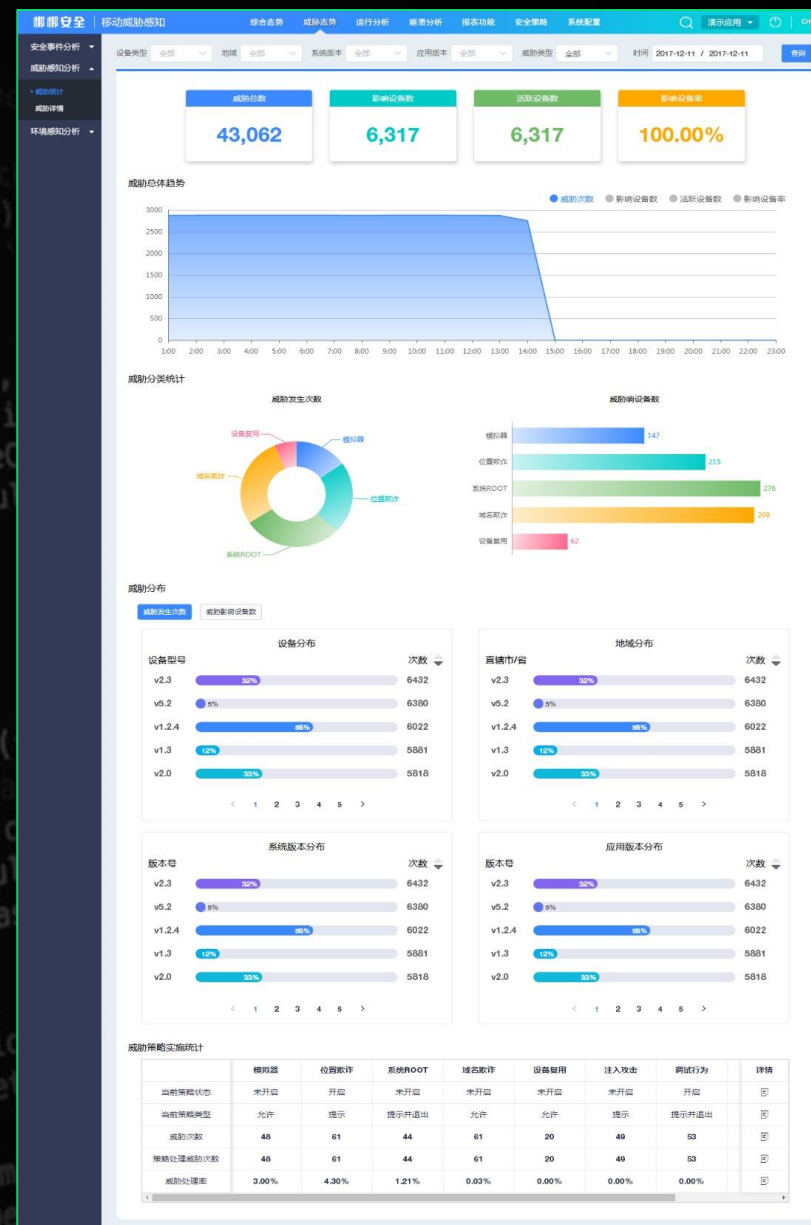 梆梆安全 移动威胁感知 综合态势 威胁态势 运行分析 崩溃分析 报表功能 安全策略 系统配置 演示应用 CH
安全事件分析
威胁感知分析
威胁统计
威胁详情
环境感知分析
设备类型 全部 地域 全部 系统版本 全部 应用版本 全部 威胁类型 全部 时间 2017-12-11 / 2017-12-11 查询
威胁总数 影响设备数 活跃设备数 影响设备率
43,062 6,317 6,317 100.00%
威胁总体趋势
威胁次数 影响设备数 活跃设备数 影响设备率
3000
2500
2000
1500
1000
500
0
1:00 2:00 3:00 4:00 5:00 6:00 7:00 8:00 9:00 10:00 11:00 12:00 13:00 14:00 15:00 16:00 17:00 18:00 19:00 20:00 21:00 22:00 23:00
威胁分类统计
威胁发生次数
设备复用
模拟器
域名欺诈
位置欺诈
系统ROOT
威胁响设备数
模拟器 147
位置欺诈 215
系统ROOT 276
域名欺诈 269
设备复用 62
威胁分布
威胁发生次数 威胁影响设备数
设备分布
设备型号 次数
v2.3 32% 6432
v5.2 5% 6380
v1.2.4 58% 6022
v1.3 12% 5881
v2.0 33% 5818
< 1 2 3 4 5 >
地域分布
直辖市/省 次数
v2.3 32% 6432
v5.2 5% 6380
v1.2.4 58% 6022
v1.3 12% 5881
v2.0 33% 5818
< 1 2 3 4 5 >
系统版本分布
版本号 次数
v2.3 32% 6432
v5.2 5% 6380
v1.2.4 58% 6022
v1.3 12% 5881
v2.0 33% 5818
< 1 2 3 4 5 >
应用版本分布
版本号 次数
v2.3 32% 6432
v5.2 5% 6380
v1.2.4 58% 6022
v1.3 12% 5881
v2.0 33% 5818
< 1 2 3 4 5 >
威胁策略实施统计
模拟器 位置欺诈 系统ROOT 域名欺诈 设备复用 注入攻击 调试行为 详情
当前策略状态 未开启 开启 未开启 未开启 未开启 未开启 开启
当前策略类型 允许 提示 提示并退出 允许 允许 提示 提示并退出
威胁次数 48 61 44 61 20 49 53
策略处理威胁次数 48 61 44 61 20 49 53
威胁处理率 3.00% 4.30% 1.21% 0.03% 0.00% 0.00% 0.00%